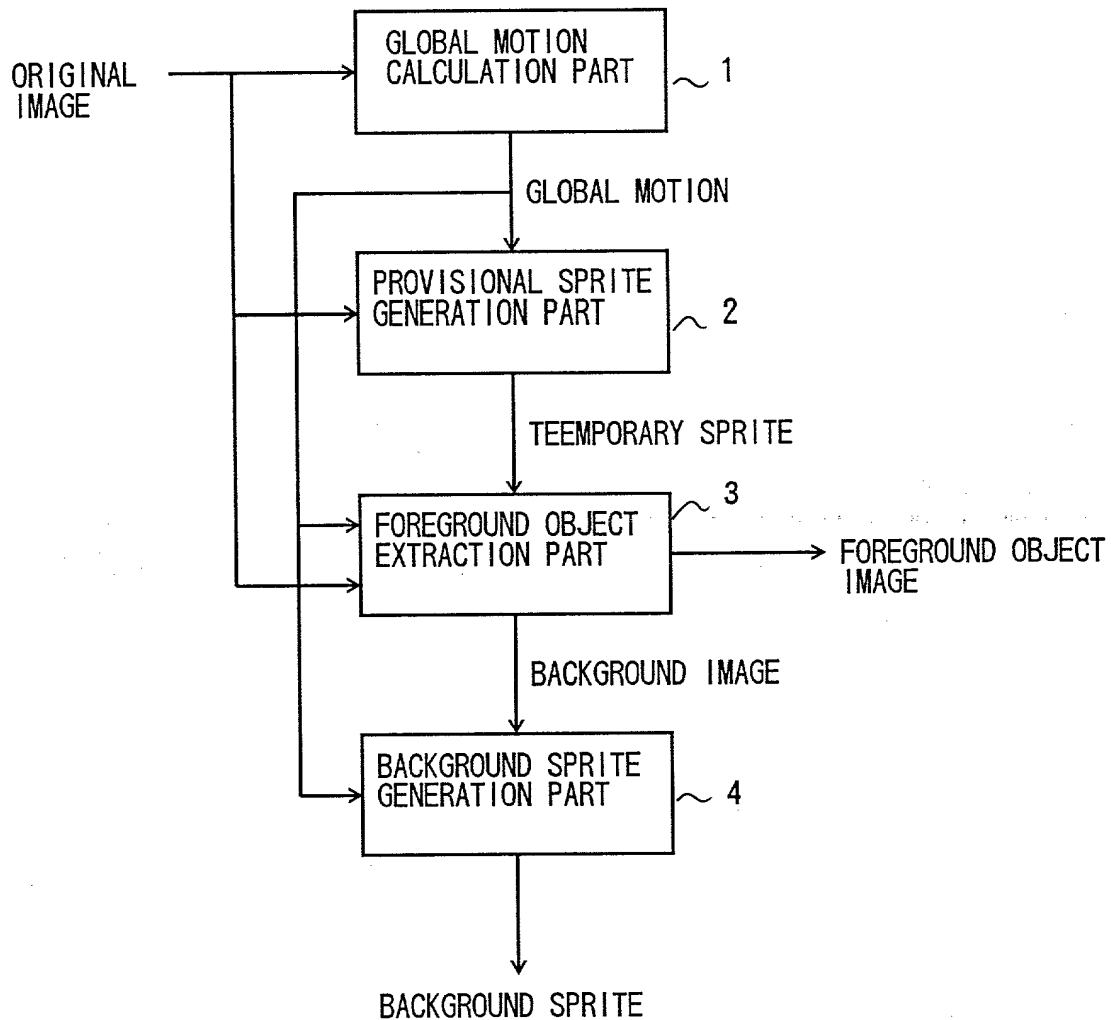 GLOBAL MOTION
CALCULATION PART
1
ORIGINAL
IMAGE
GLOBAL MOTION
PROVISIONAL SPRITE
GENERATION PART
2
TEEMPORARY SPRITE
3
FOREGROUND OBJECT
EXTRACTION PART
FOREGROUND OBJECT
IMAGE
BACKGROUND IMAGE
BACKGROUND SPRITE
GENERATION PART
4
BACKGROUND SPRITE